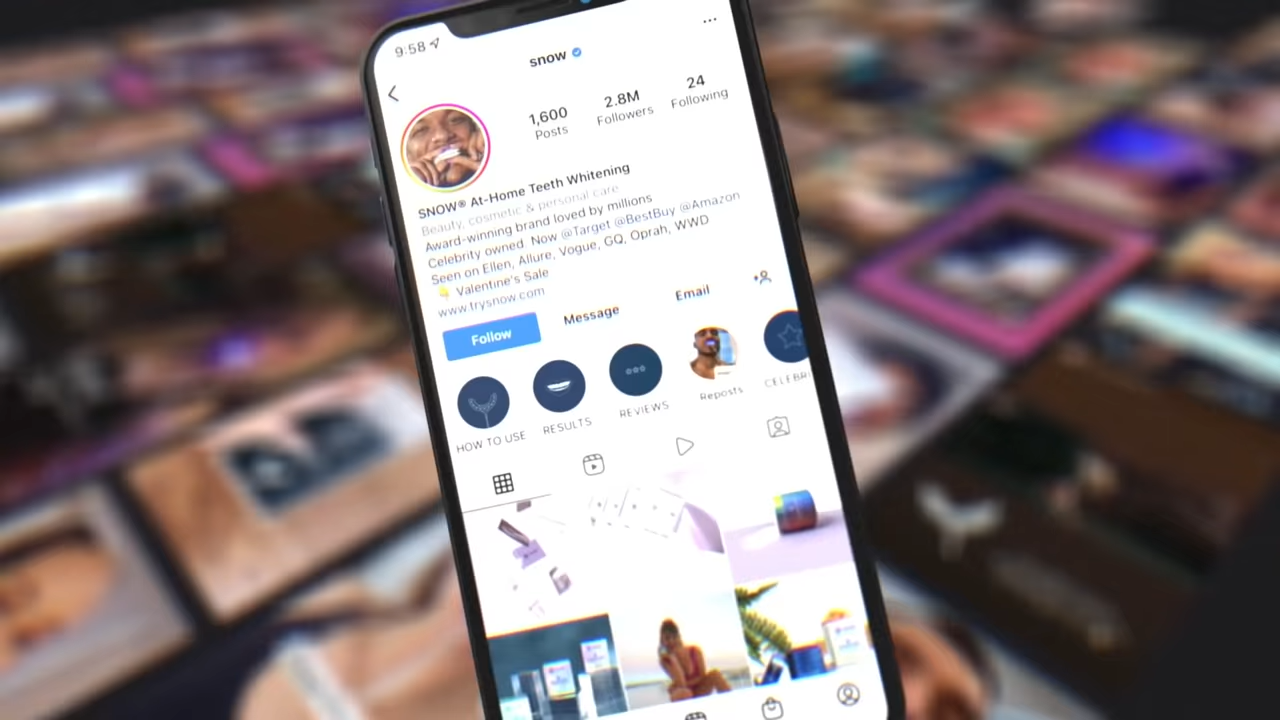 9:58
snow
1,600 2.8M 24
Posts Followers Following
SNOW® At-Home Teeth Whitening
Beauty, cosmetic & personal care
Award-winning brand loved by millions
Celebrity owned. Now @Target @BestBuy @Amazon
Seen on Ellen, Allure, Vogue, GQ, Oprah, WWD
👇 Valentine's Sale
www.trysnow.com
Follow Message Email
HOW TO USE RESULTS REVIEWS Reposts CELEBRI